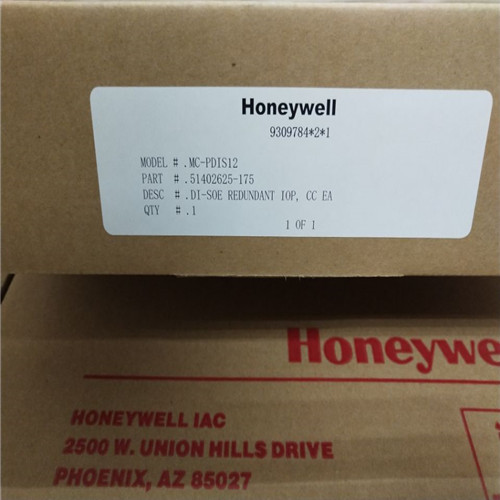 Honeywell
9309784*2*1
MODEL # .MC-PDIS12
PART # .51402625-175
DESC # .DI-SOE REDUNDANT IOP, CC EA
QTY # .1
1 OF 1
Honeywe
HONEYWELL IAC
2500 W. UNION HILLS DRIVE
PHOENIX, AZ 85027